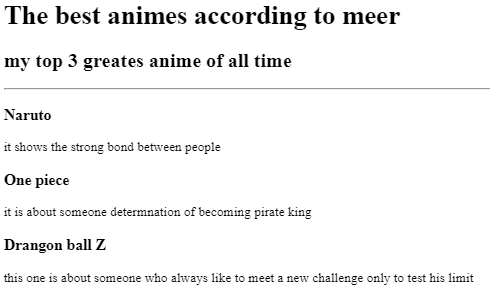 The best animes according to meer
my top 3 greates anime of all time
Naruto
it shows the strong bond between people
One piece
it is about someone determnation of becoming pirate king
Drangon ball Z
this one is about someone who always like to meet a new challenge only to test his limit